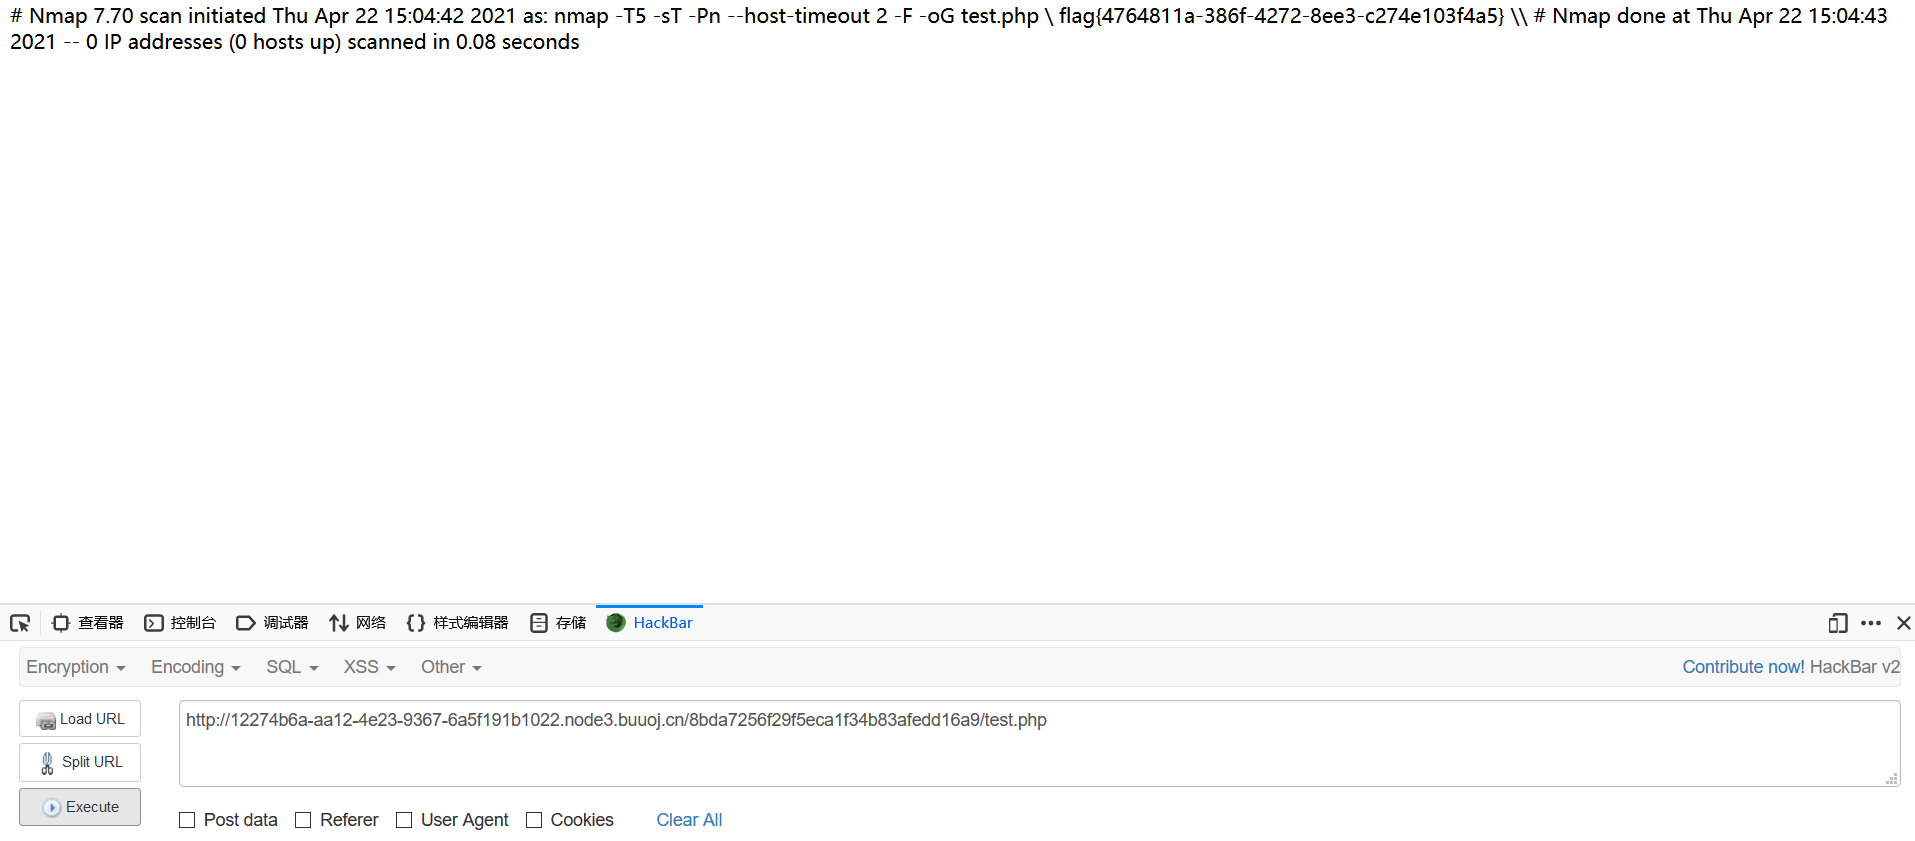 # Nmap 7.70 scan initiated Thu Apr 22 15:04:42 2021 as: nmap -T5 -sT -Pn --host-timeout 2 -F -oG test.php \ flag{4764811a-386f-4272-8ee3-c274e103f4a5} \\ # Nmap done at Thu Apr 22 15:04:43
2021 -- 0 IP addresses (0 hosts up) scanned in 0.08 seconds
查看器 控制台 调试器 网络 {} 样式编辑器 存储 HackBar
Encryption Encoding SQL XSS Other Contribute now! HackBar v2
Load URL http://12274b6a-aa12-4e23-9367-6a5f191b1022.node3.buuoj.cn/8bda7256f29f5eca1f34b83afedd16a9/test.php
Split URL
Execute
Post data Referer User Agent Cookies Clear All